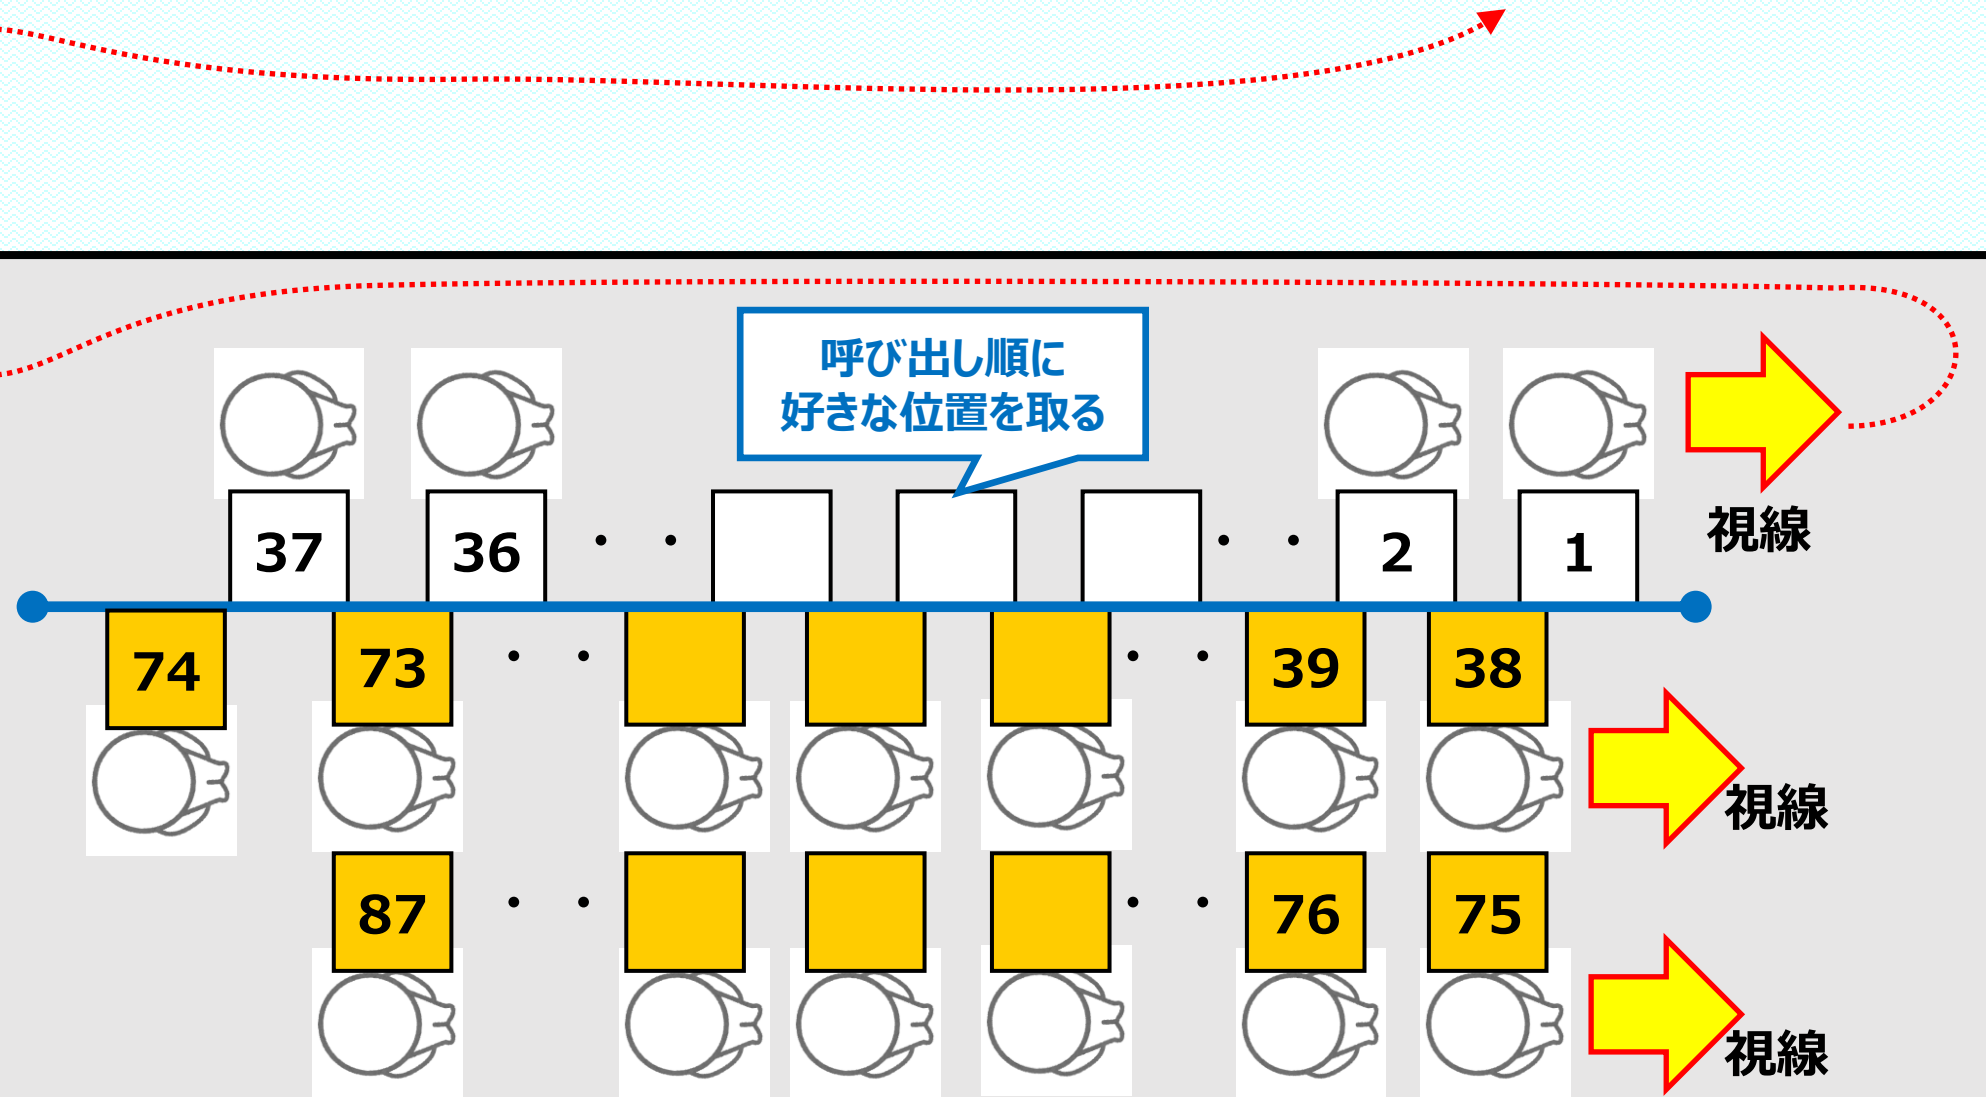 呼び出し順に
好きな位置を取る
視線
37 36 ・ ・ ・ ・ 2 1
74 73 ・ ・ ・ ・ 39 38
視線
87 ・ ・ ・ ・ 76 75
視線